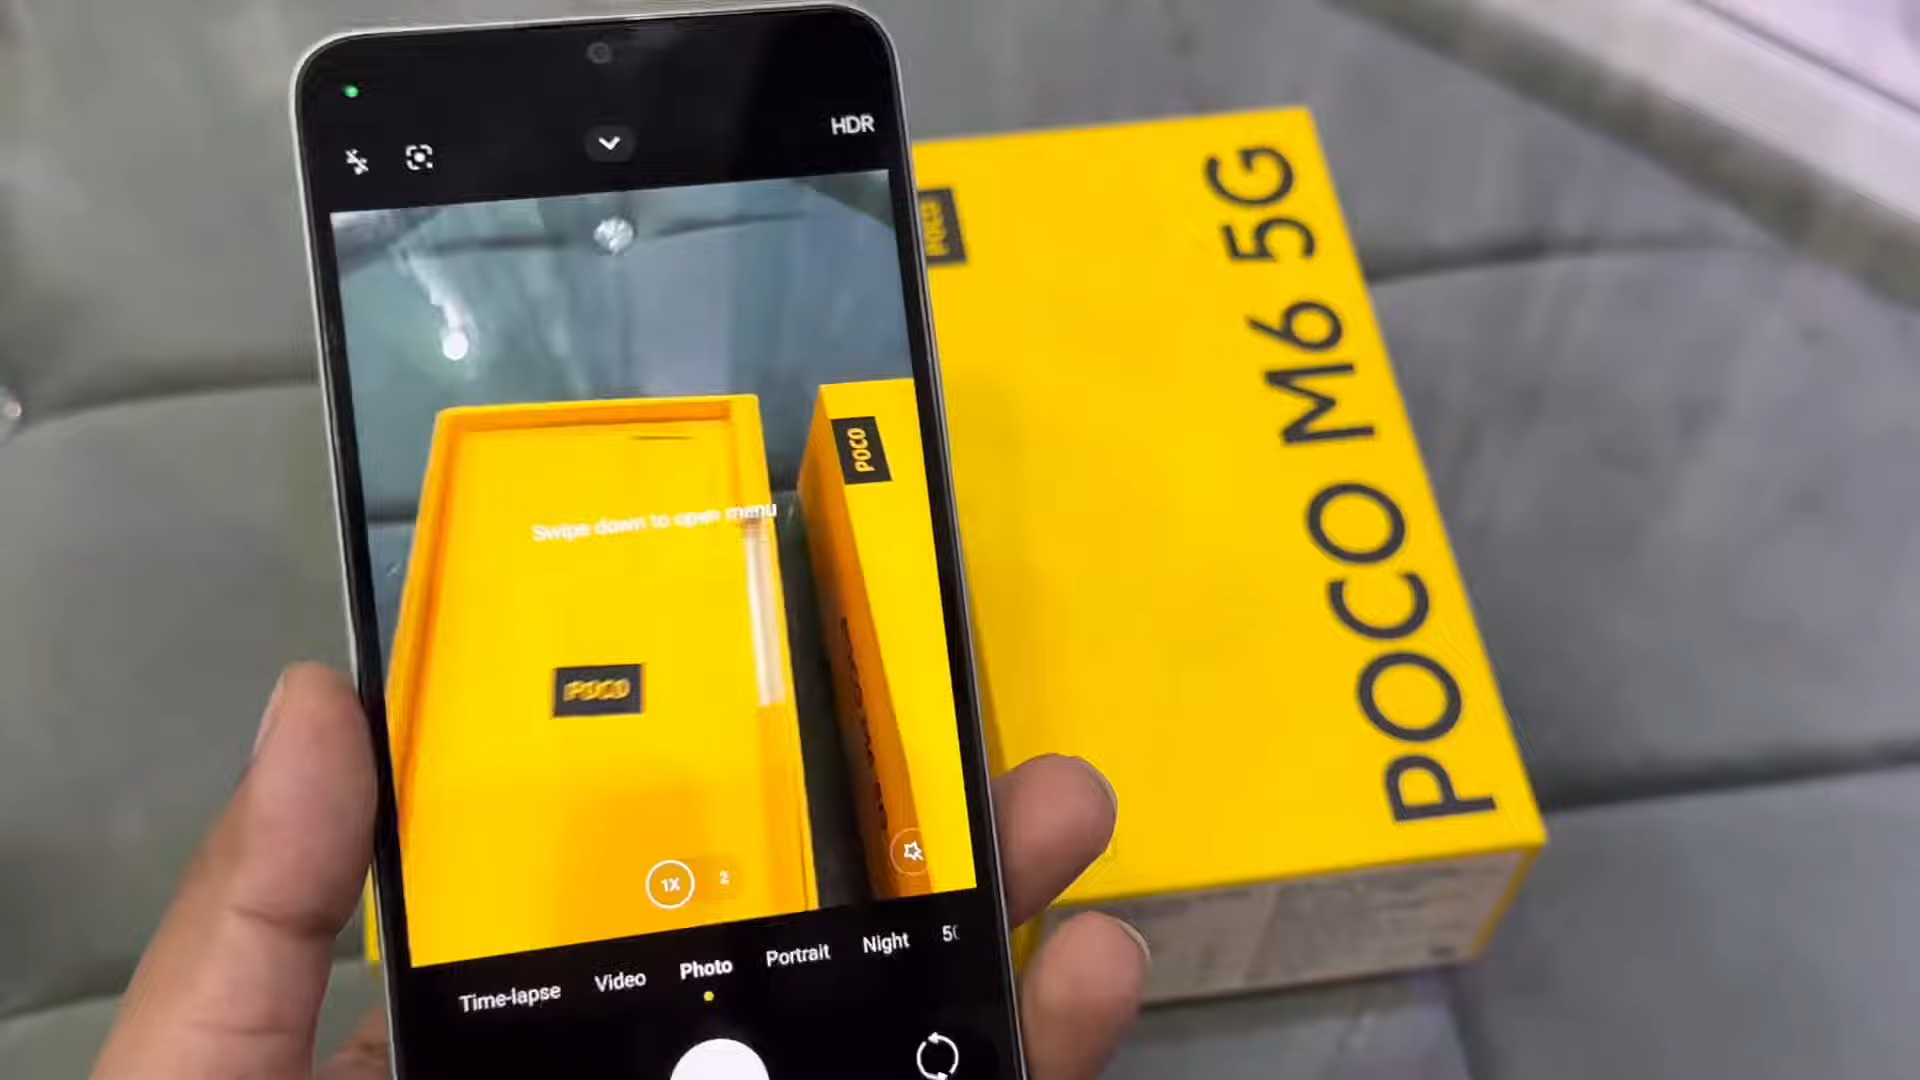 HDR
POCO
POCO M6 5G
POCO
Swipe down to open menu
POCO
1X 2
Time-lapse Video Photo Portrait Night 50